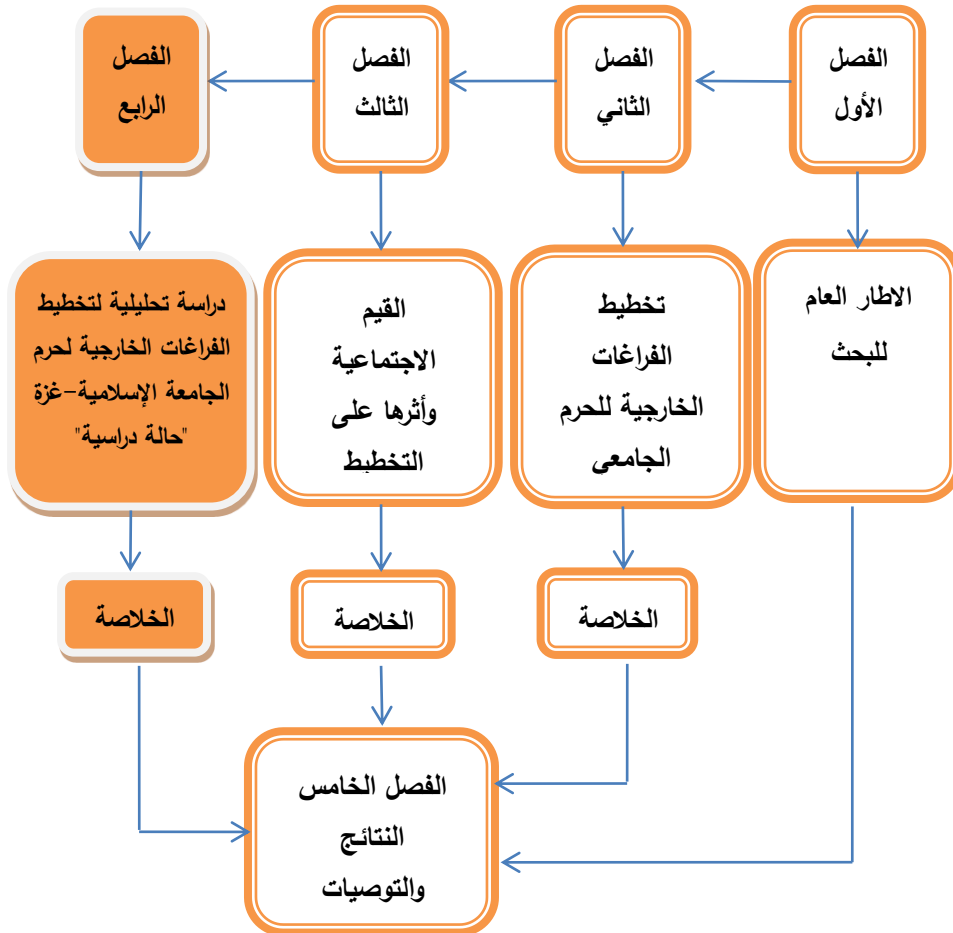 الفصل
الأول
الفصل
الثاني
الفصل
الثالث
الفصل
الرابع
الاطار العام
للبحث
تخطيط
الفراغات
الخارجية للحرم
الجامعي
القيم
الاجتماعية
وأثرها على
التخطيط
دراسة تحليلية لتخطيط
الفراغات الخارجية لحرم
الجامعة الإسلامية-غزة
"حالة دراسية"
الخلاصة
الخلاصة
الخلاصة
الفصل الخامس
النتائج
والتوصيات